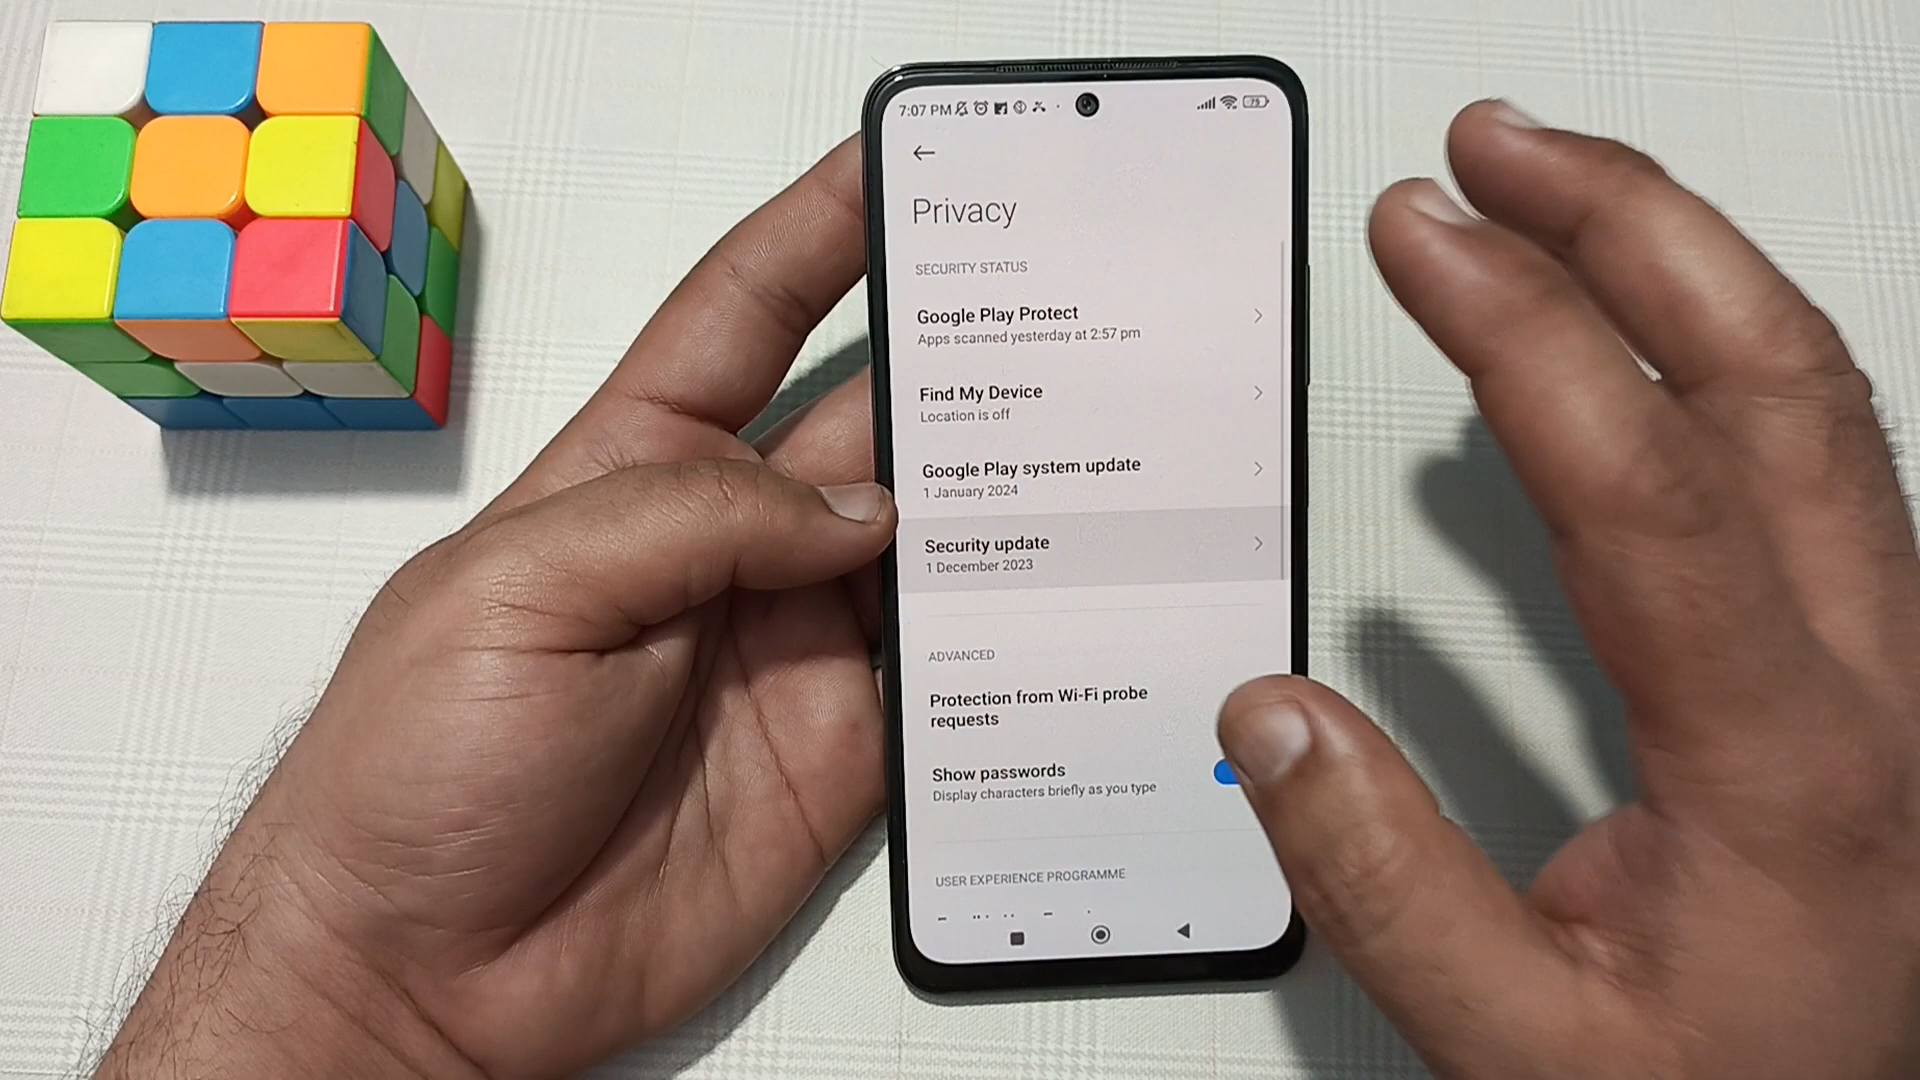 7:07 PM
75
Privacy
SECURITY STATUS
Google Play Protect
Apps scanned yesterday at 2:57 pm
Find My Device
Location is off
Google Play system update
1 January 2024
Security update
1 December 2023
ADVANCED
Protection from Wi-Fi probe
requests
Show passwords
Display characters briefly as you type
USER EXPERIENCE PROGRAMME